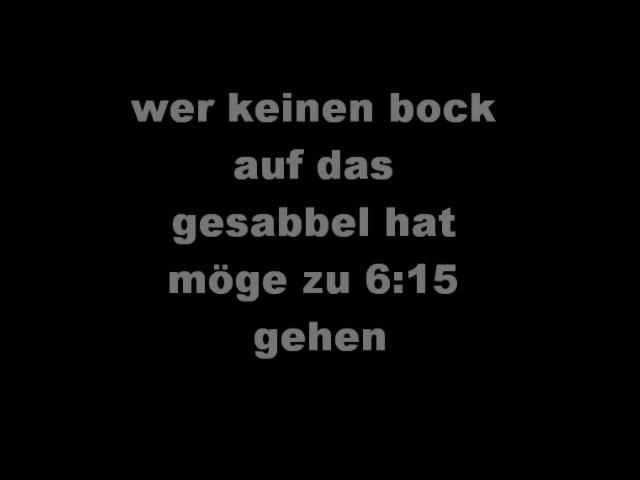 wer keinen bock
auf das
gesabbel hat
möge zu 6:15
gehen